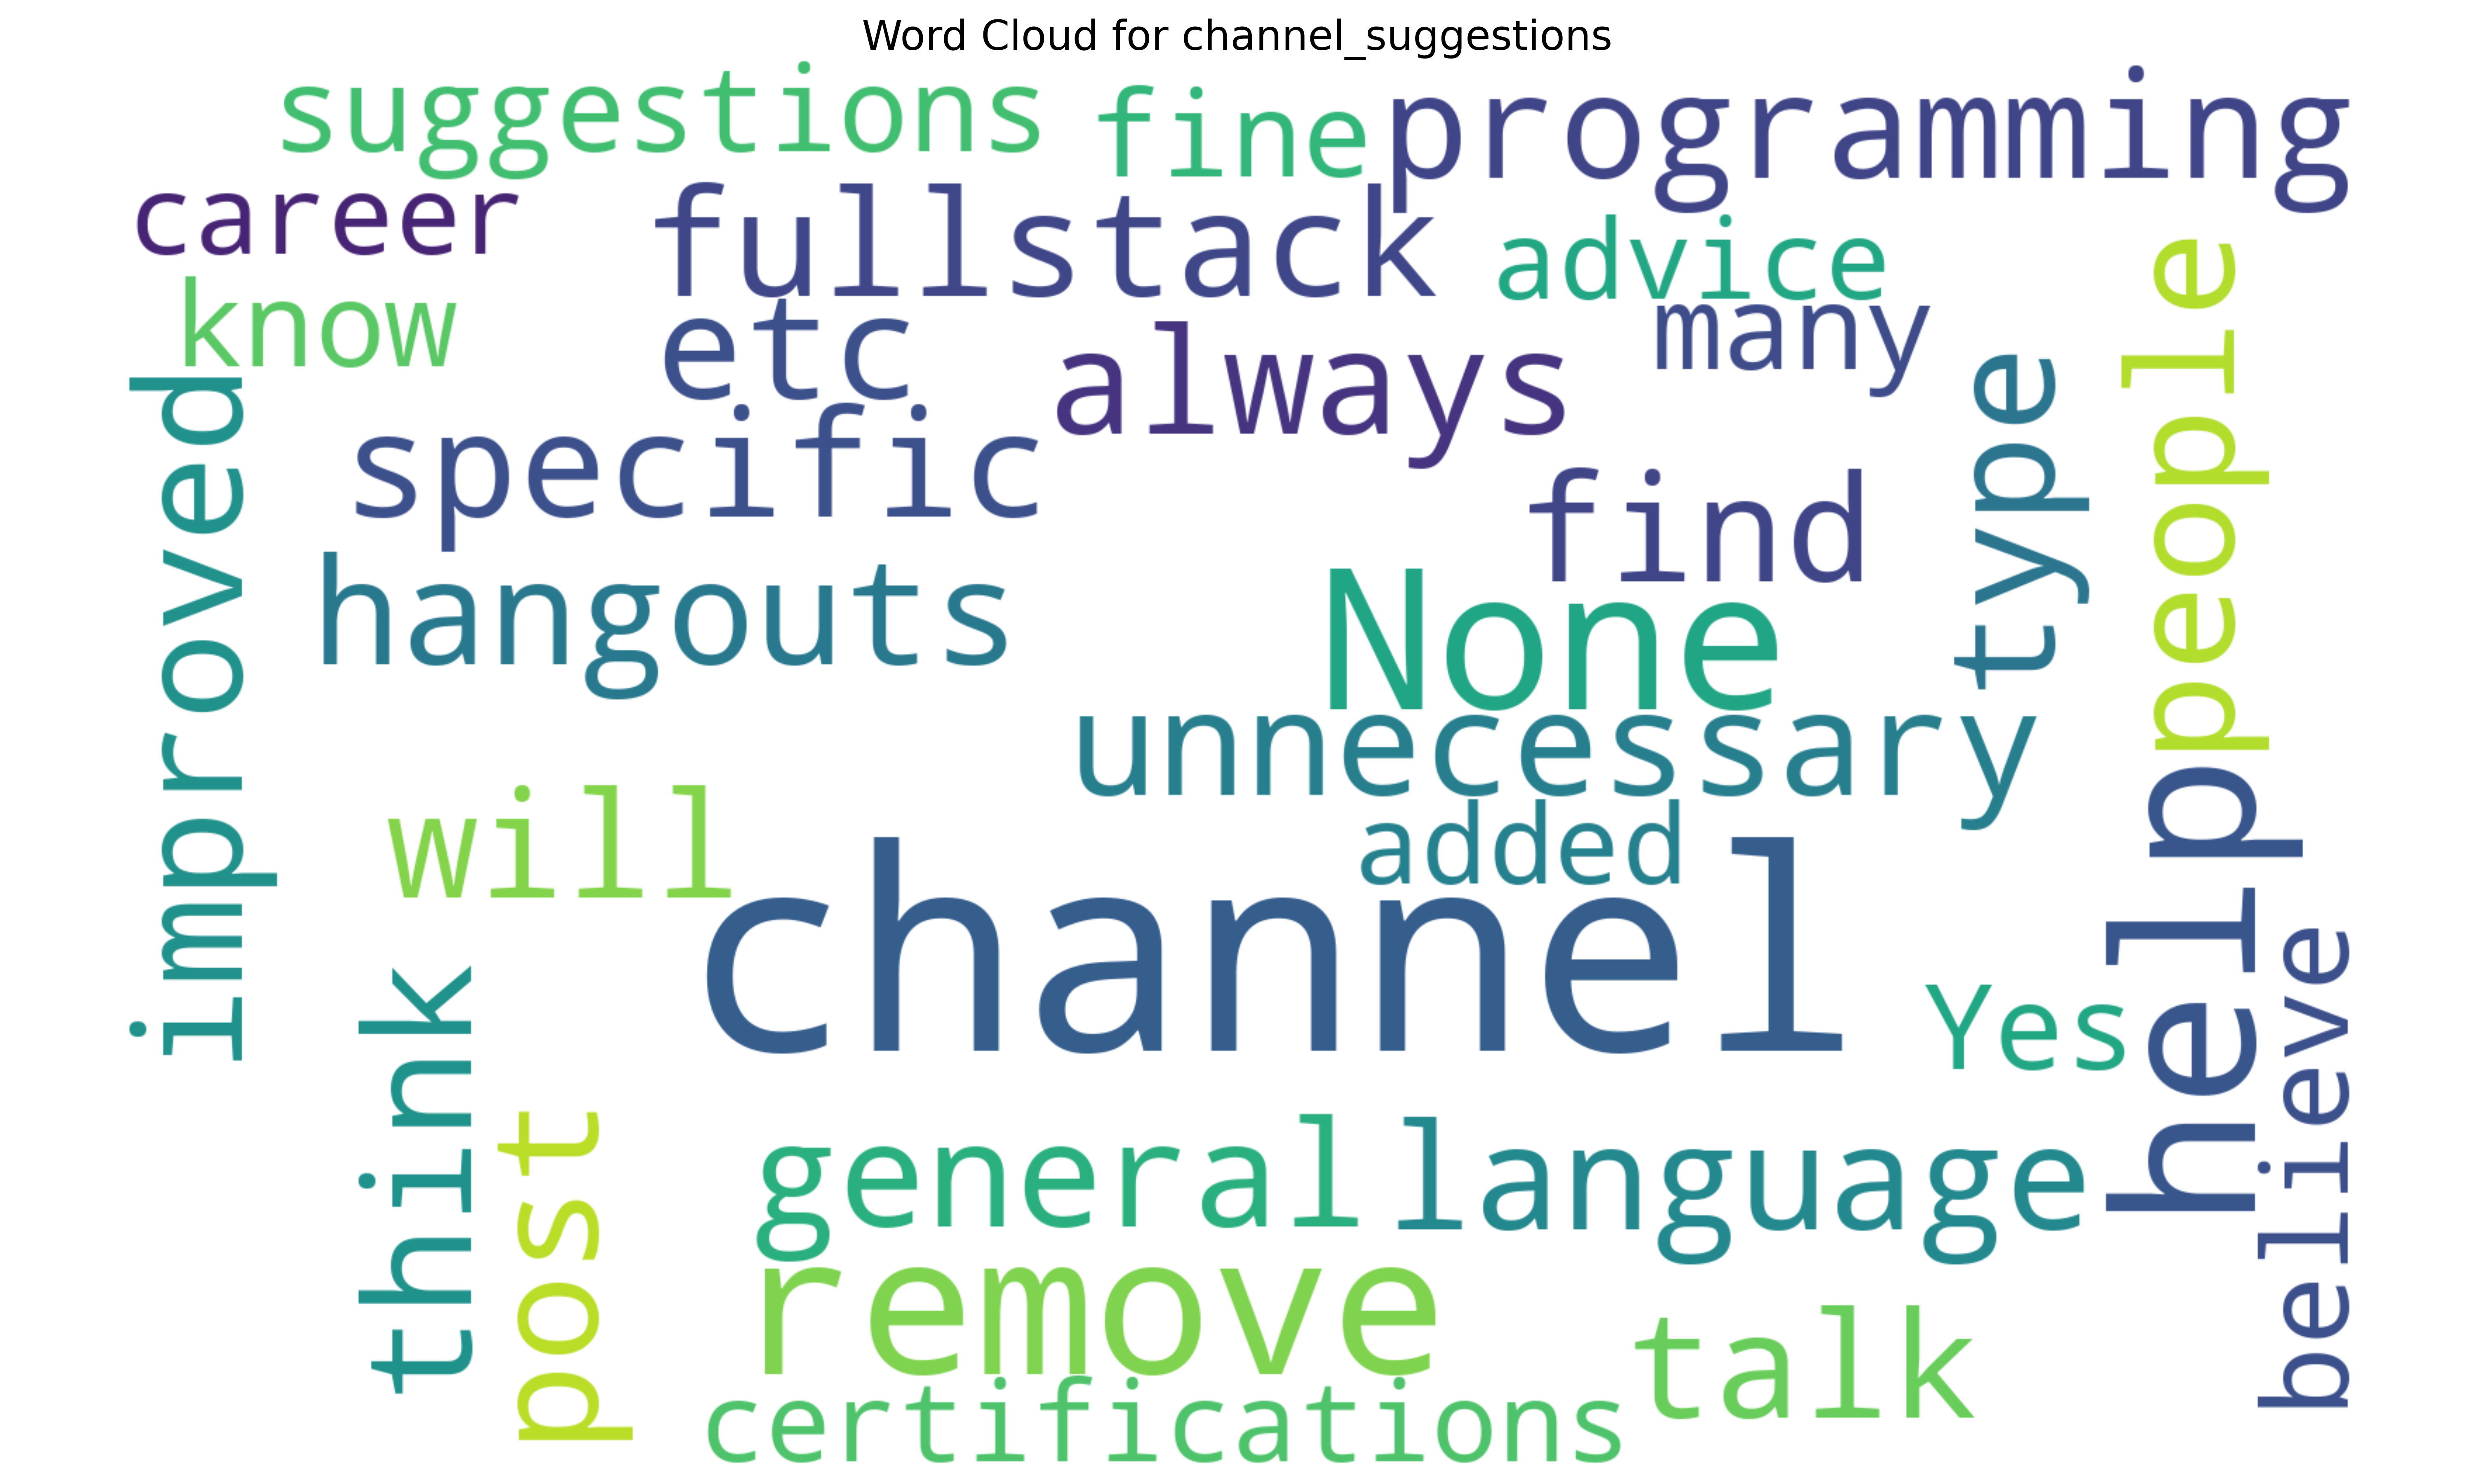 Word Cloud for channel_suggestions
suggestions
fine
programming
career
fullstack
advice
people
know
etc
always
many
improved
specific
find
type
hangouts
None
unnecessary
will
added
help
channel
Yes
believe
think
post
general
language
remove
talk
certifications